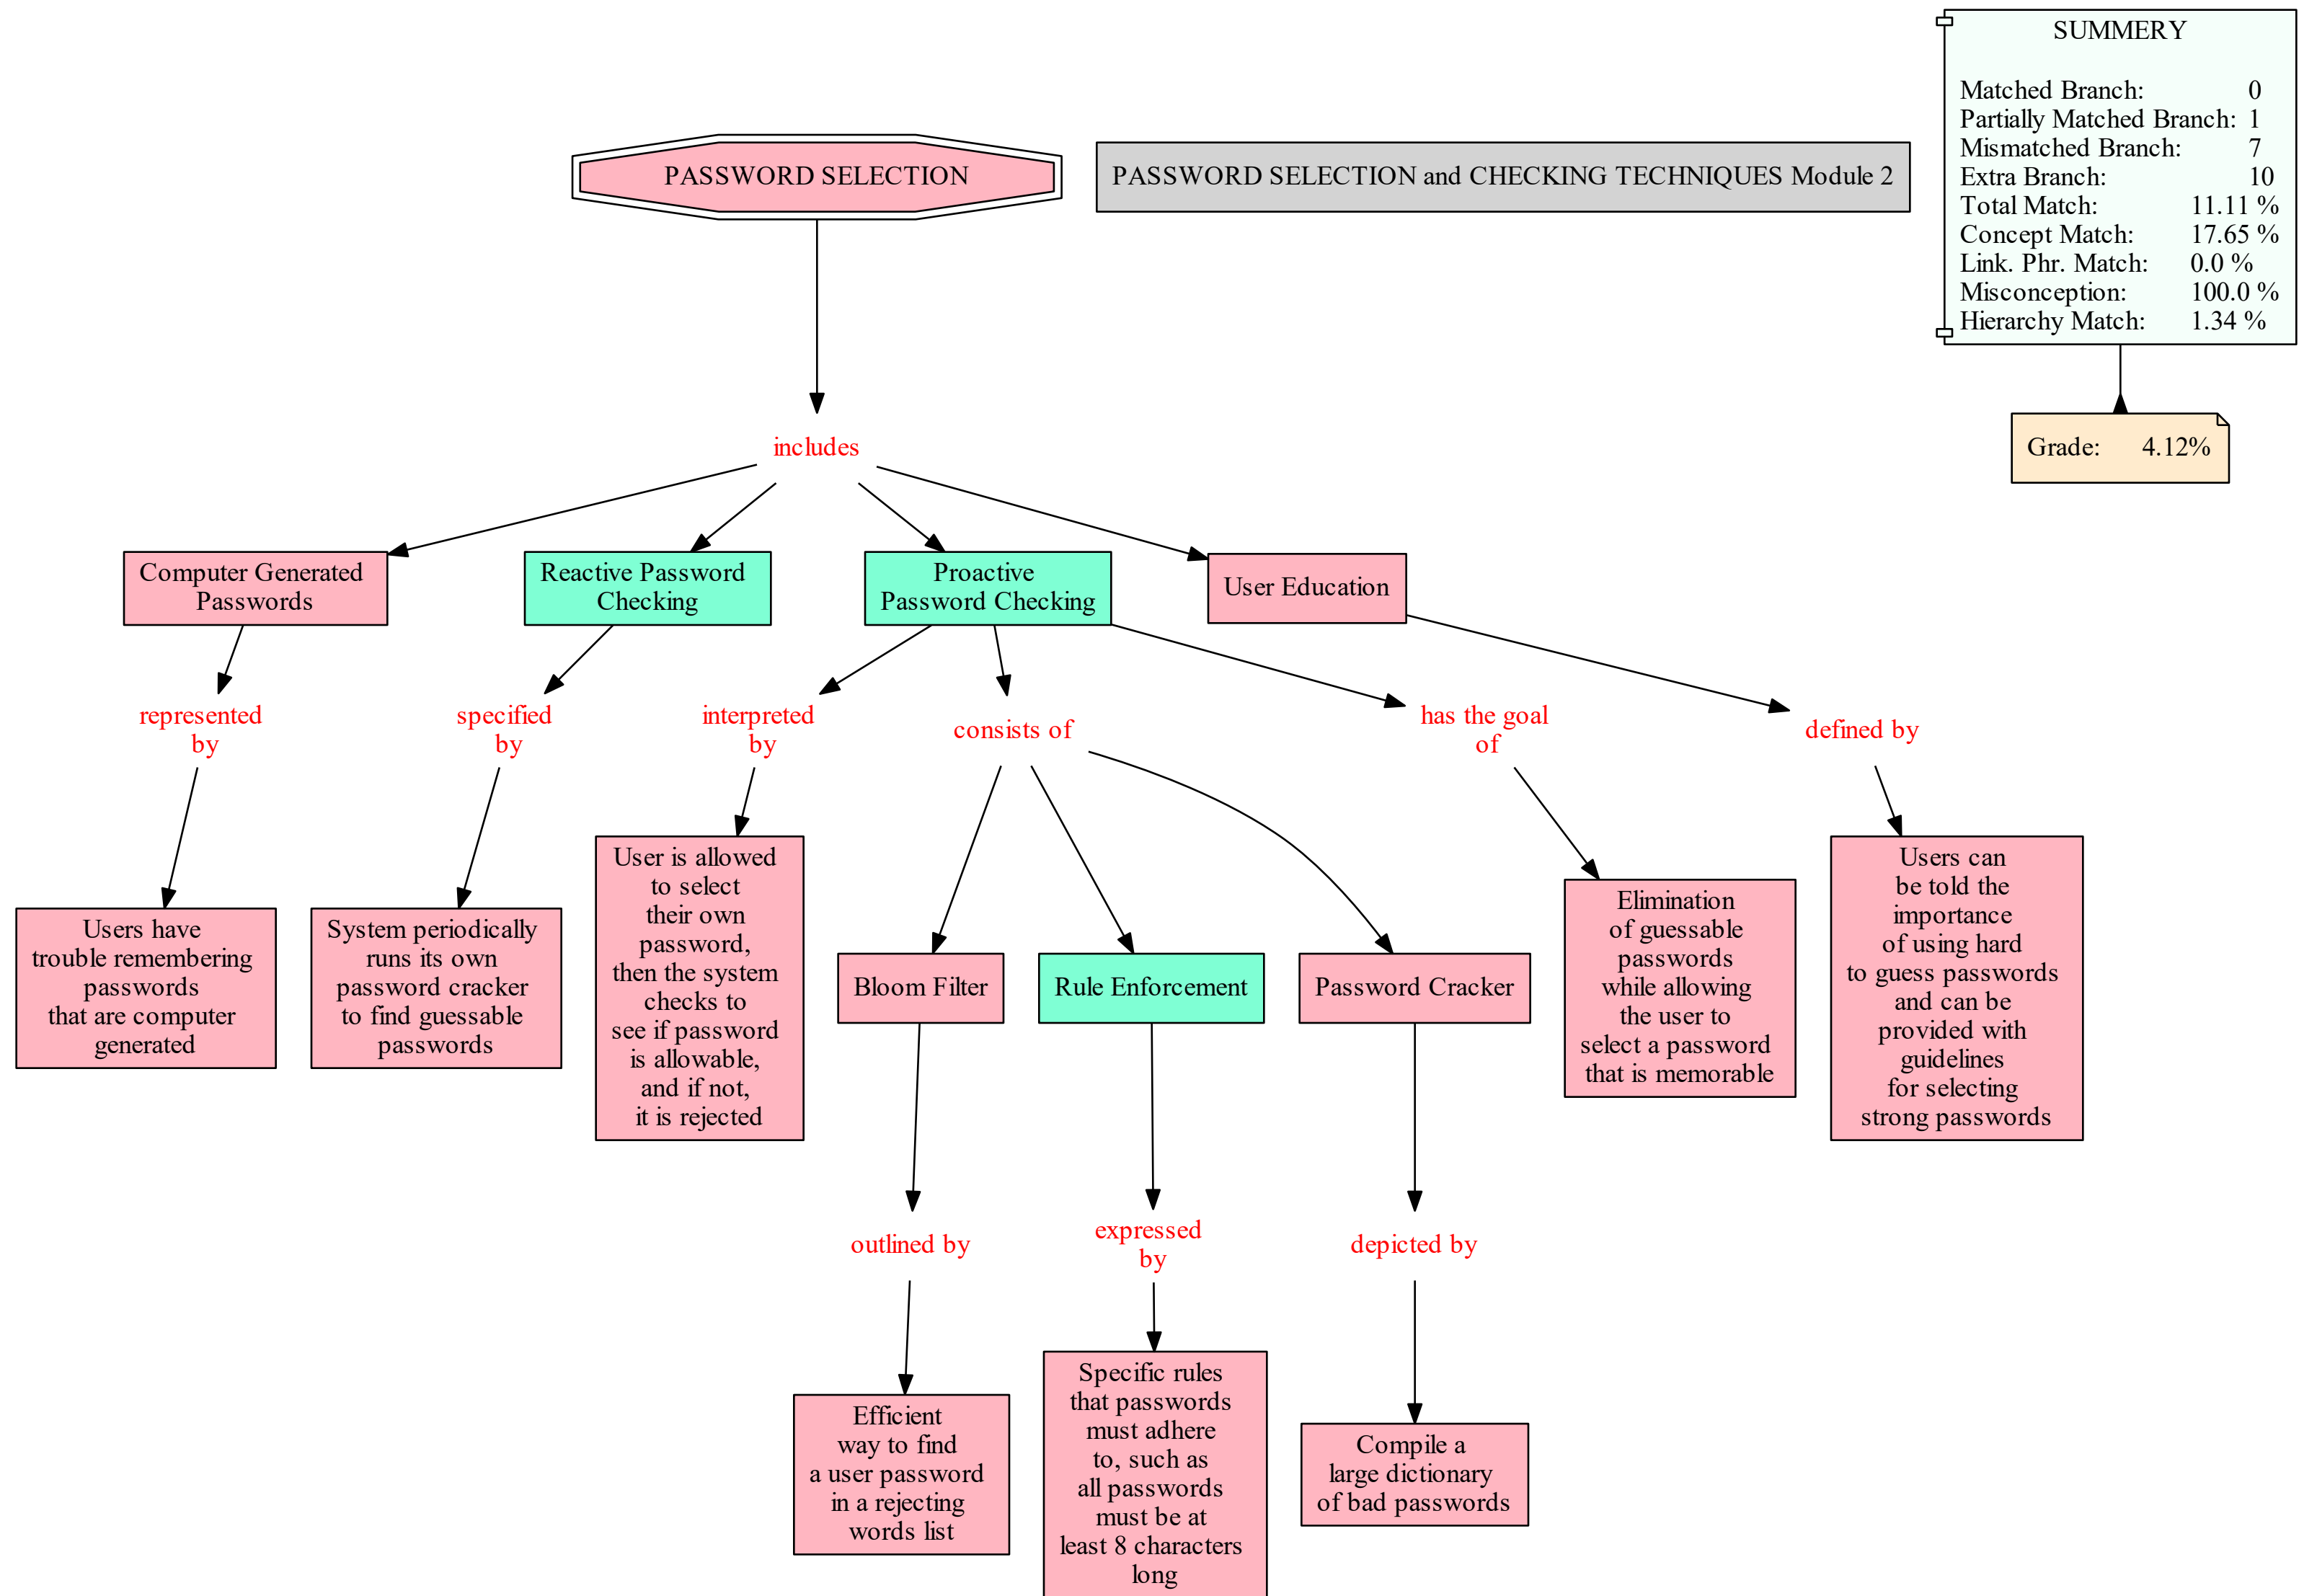 SUMMERY
Matched Branch: 0
Partially Matched Branch: 1
Mismatched Branch: 7
Extra Branch: 10
Total Match: 11.11 %
Concept Match: 17.65 %
Link. Phr. Match: 0.0 %
Misconception: 100.0 %
Hierarchy Match: 1.34 %
PASSWORD SELECTION
PASSWORD SELECTION and CHECKING TECHNIQUES Module 2
Grade: 4.12%
includes
Computer Generated
Passwords
Reactive Password
Checking
Proactive
Password Checking
User Education
represented
by
specified
by
interpreted
by
consists of
has the goal
of
defined by
Users have
trouble remembering
passwords
that are computer
generated
System periodically
runs its own
password cracker
to find guessable
passwords
User is allowed
to select
their own
password,
then the system
checks to
see if password
is allowable,
and if not,
it is rejected
Bloom Filter
Rule Enforcement
Password Cracker
Elimination
of guessable
passwords
while allowing
the user to
select a password
that is memorable
Users can
be told the
importance
of using hard
to guess passwords
and can be
provided with
guidelines
for selecting
strong passwords
outlined by
expressed
by
depicted by
Efficient
way to find
a user password
in a rejecting
words list
Specific rules
that passwords
must adhere
to, such as
all passwords
must be at
least 8 characters
long
Compile a
large dictionary
of bad passwords